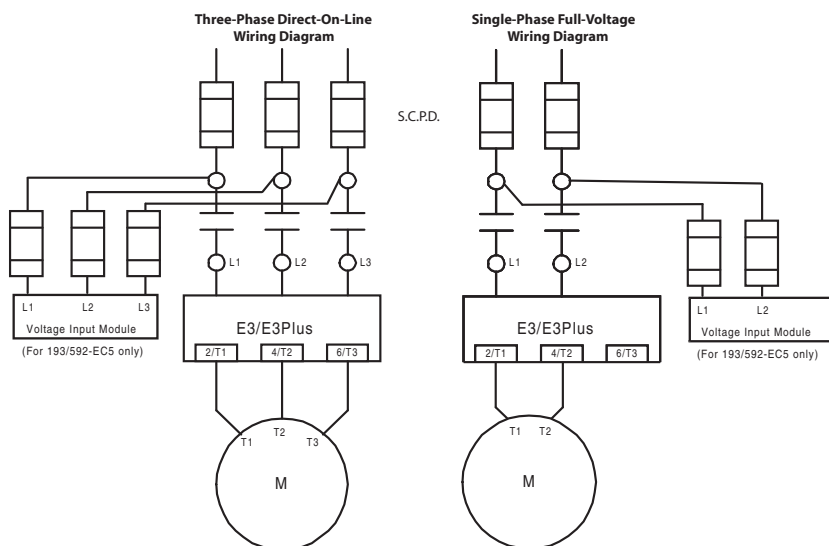 Three-Phase Direct-On-Line
Wiring Diagram
Single-Phase Full-Voltage
Wiring Diagram
S.C.P.D.
L1
L2
L3
L1
L2
L1
L2
L3
Voltage Input Module
(For 193/592-EC5 only)
E3/E3Plus
2/T1
4/T2
6/T3
E3/E3Plus
2/T1
4/T2
6/T3
L1
L2
Voltage Input Module
(For 193/592-EC5 only)
T1
T2
T3
M
T1
T2
M